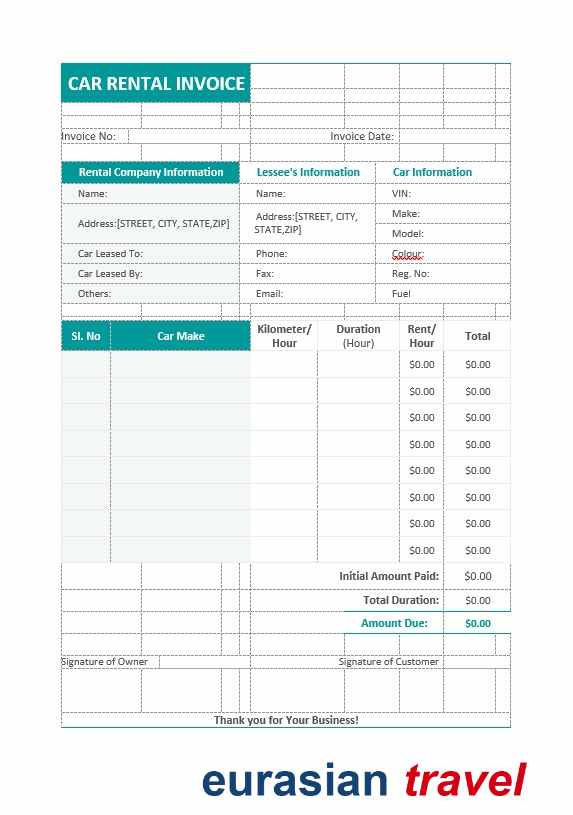 CAR RENTAL INVOICE
Invoice No: Invoice Date:
Rental Company Information Lessee's Information Car Information
Name: Name: VIN:
Address:[STREET, CITY, STATE,ZIP] Address:[STREET, CITY, STATE,ZIP] Make:
Model:
Car Leased To: Phone: Colour:
Car Leased By: Fax: Reg. No:
Others: Email: Fuel
Sl. No Car Make Kilometer/ Hour Duration (Hour) Rent/ Hour Total
$0.00 $0.00
$0.00 $0.00
$0.00 $0.00
$0.00 $0.00
$0.00 $0.00
$0.00 $0.00
$0.00 $0.00
$0.00 $0.00
Initial Amount Paid: $0.00
Total Duration: $0.00
Amount Due: $0.00
Signature of Owner Signature of Customer
Thank you for Your Business!
eurasian travel